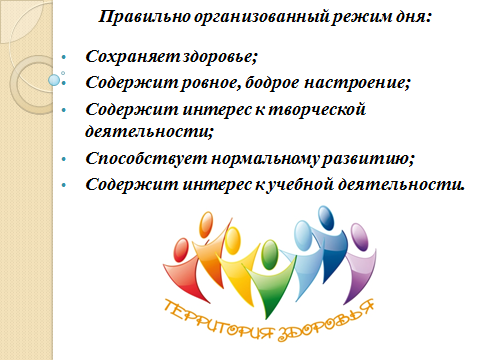 Правильно организованный режим дня:
• Сохраняет здоровье;
• Содержит ровное, бодрое настроение;
• Содержит интерес к творческой
деятельности;
• Способствует нормальному развитию;
• Содержит интерес к учебной деятельности.
ТЕРРИТОРИЯ ЗДОРОВЬЯ